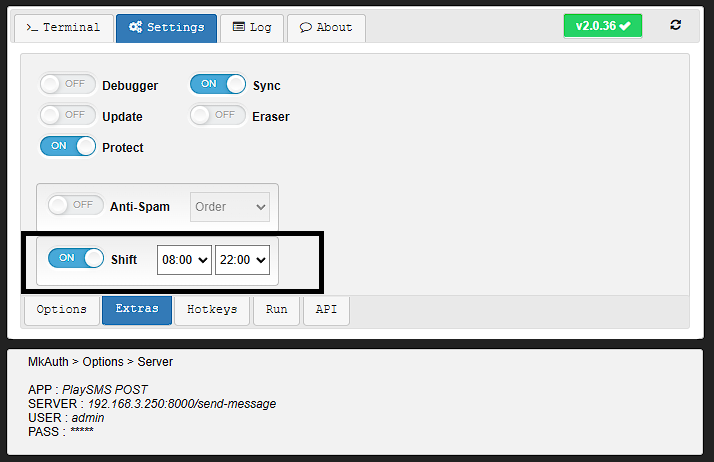 Terminal Settings Log About v2.0.36
OFF Debugger ON Sync
OFF Update OFF Eraser
ON Protect
OFF Anti-Spam Order
ON Shift 08:00 22:00
Options Extras Hotkeys Run API
MkAuth > Options > Server
APP : PlaySMS POST
SERVER : 192.168.3.250:8000/send-message
USER : admin
PASS : *****